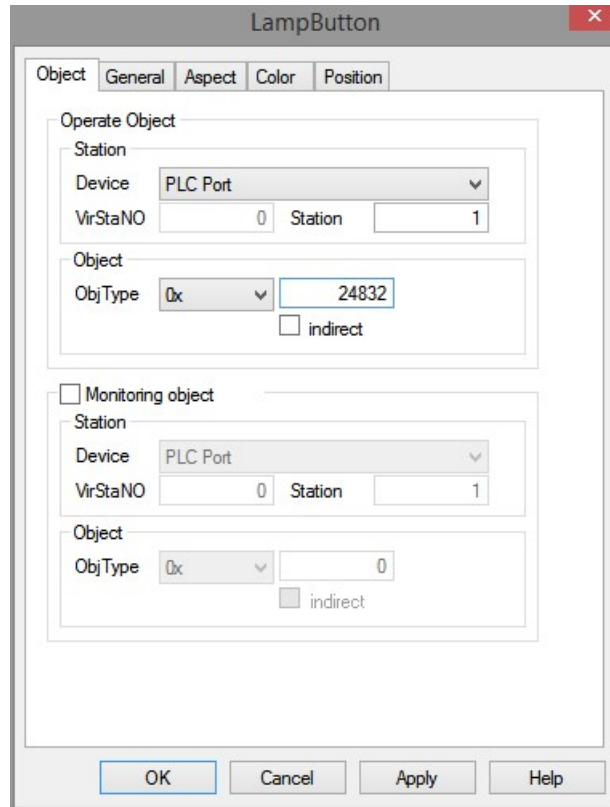 LampButton
Object General Aspect Color Position
Operate Object
Station
Device PLC Port
VirStaNO 0 Station 1
Object
ObjType 0x 24832
indirect
Monitoring object
Station
Device PLC Port
VirStaNO 0 Station 1
Object
ObjType 0x 0
indirect
OK Cancel Apply Help